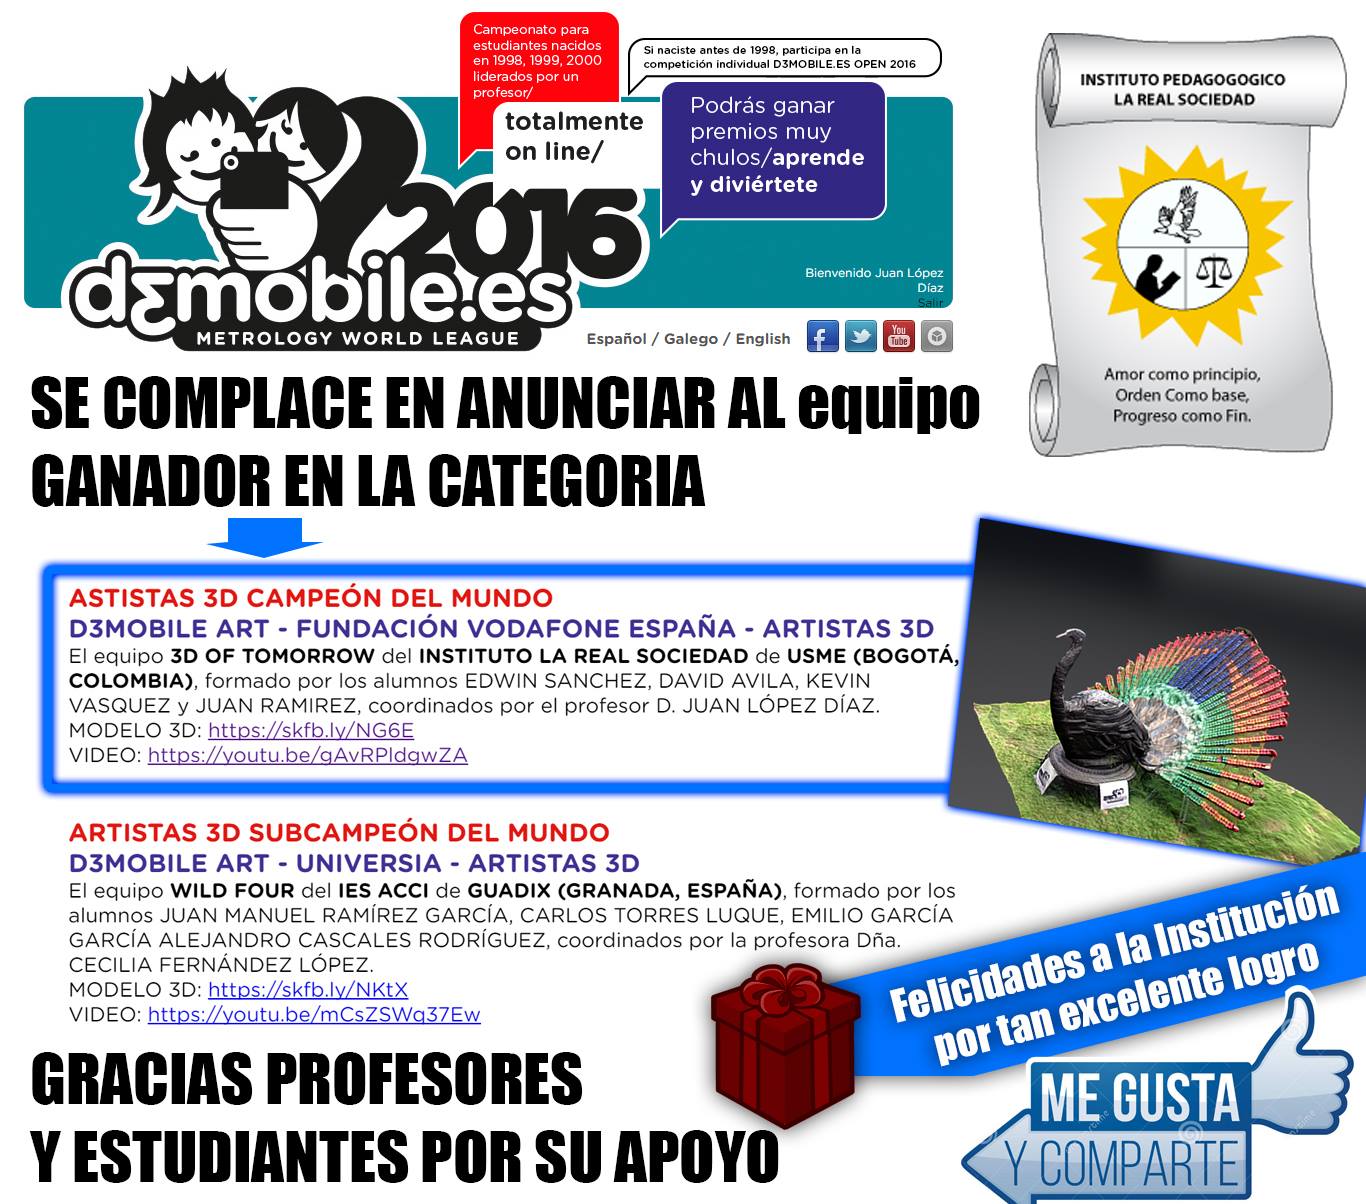 Campeonato para
estudiantes nacidos
en 1998, 1999, 2000
liderados por un
profesor/
Si naciste antes de 1998, participa en la
competición individual D3MOBILE.ES OPEN 2016
totalmente
on line/
Podrás ganar
premios muy
chulos/aprende
y diviértete
2016
d3mobile.es
METROLOGY WORLD LEAGUE
Bienvenido Juan López
Díaz
Salir
Español / Galego / English
You
Tube
INSTITUTO PEDAGOGOGICO
LA REAL SOCIEDAD
Amor como principio,
Orden Como base,
Progreso como Fin.
SE COMPLACE EN ANUNCIAR AL equipo
GANADOR EN LA CATEGORIA
ASTISTAS 3D CAMPEÓN DEL MUNDO
D3MOBILE ART - FUNDACIÓN VODAFONE ESPAÑA - ARTISTAS 3D
El equipo 3D OF TOMORROW del INSTITUTO LA REAL SOCIEDAD de USME (BOGOTÁ,
COLOMBIA), formado por los alumnos EDWIN SANCHEZ, DAVID AVILA, KEVIN
VASQUEZ y JUAN RAMIREZ, coordinados por el profesor D. JUAN LÓPEZ DÍAZ.
MODELO 3D: https://skfb.ly/NG6E
VIDEO: https://youtu.be/gAvRPldgwZA
ARTISTAS 3D SUBCAMPEÓN DEL MUNDO
D3MOBILE ART - UNIVERSIA - ARTISTAS 3D
El equipo WILD FOUR del IES ACCI de GUADIX (GRANADA, ESPAÑA), formado por los
alumnos JUAN MANUEL RAMÍREZ GARCÍA, CARLOS TORRES LUQUE, EMILIO GARCÍA
GARCÍA ALEJANDRO CASCALES RODRÍGUEZ, coordinados por la profesora Dña.
CECILIA FERNÁNDEZ LÓPEZ.
MODELO 3D: https://skfb.ly/NKtX
VIDEO: https://youtu.be/mCsZSWq37Ew
Felicidades a la Institución
por tan excelente logro
GRACIAS PROFESORES
Y ESTUDIANTES POR SU APOYO
ME GUSTA
Y COMPARTE